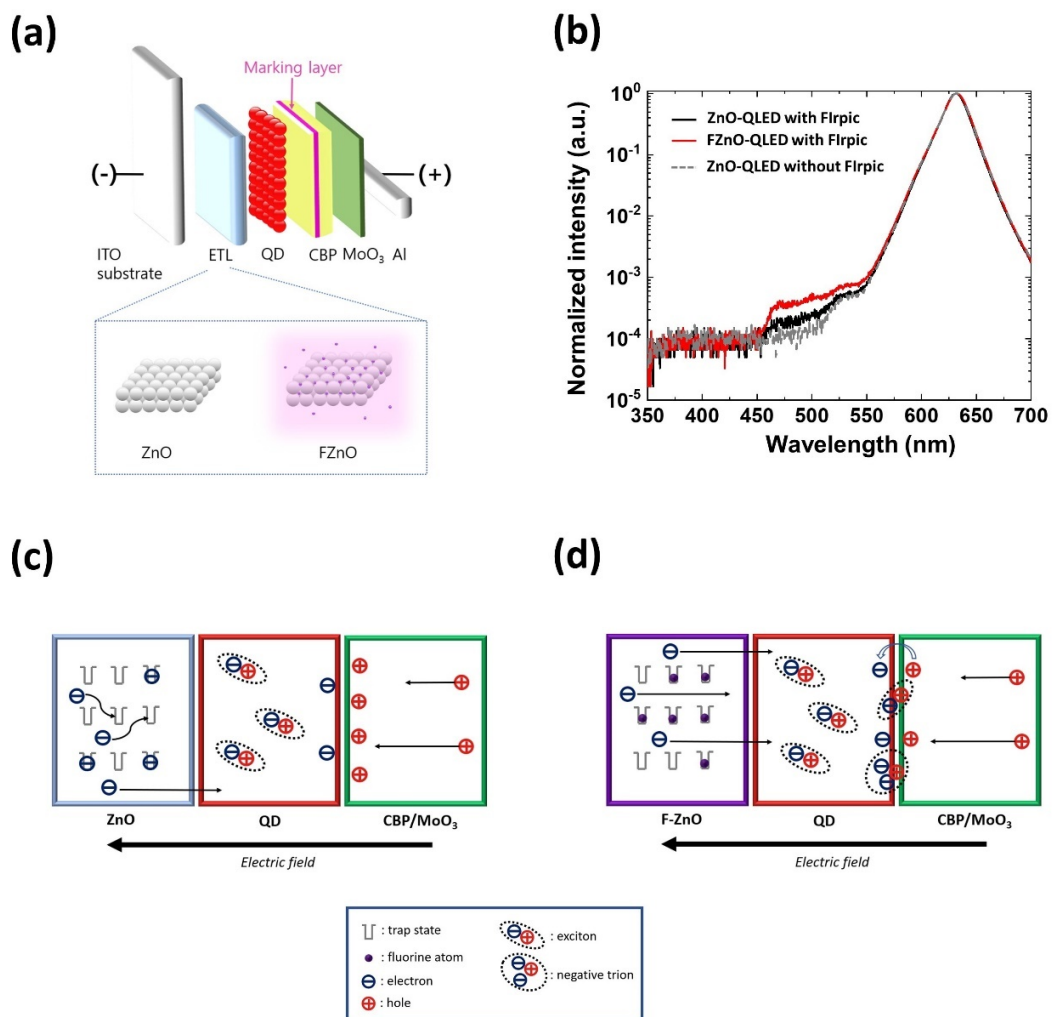 (a)
Marking layer
(-)
(+)
ITO
substrate
ETL
QD
CBP
MoO₃
Al
ZnO
FZnO
(b)
Normalized intensity (a.u.)
10⁰
10⁻¹
10⁻²
10⁻³
10⁻⁴
10⁻⁵
ZnO-QLED with FIrpic
FZnO-QLED with FIrpic
ZnO-QLED without FIrpic
350 400 450 500 550 600 650 700
Wavelength (nm)
(c)
ZnO
QD
CBP/MoO₃
Electric field
(d)
F-ZnO
QD
CBP/MoO₃
Electric field
: trap state
: fluorine atom
: electron
: hole
: exciton
: negative trion